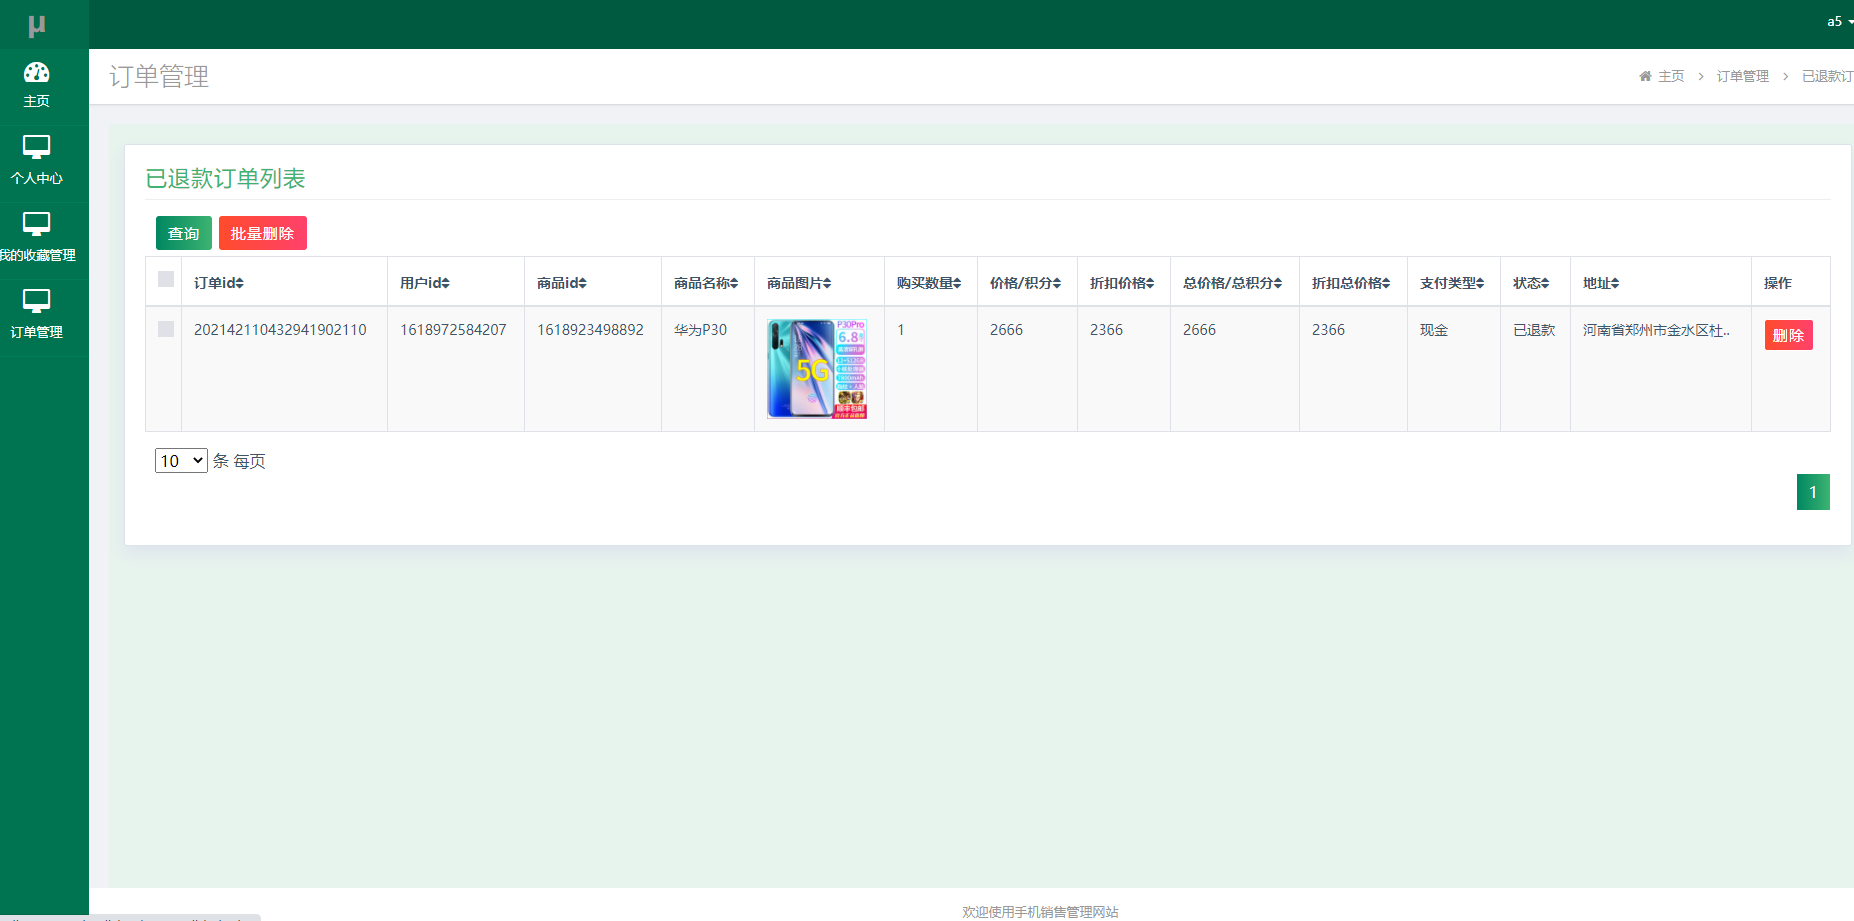 µ
a5
主页
个人中心
我的收藏管理
订单管理
订单管理
主页 > 订单管理 > 已退款订
已退款订单列表
查询 批量删除
订单id 用户id 商品id 商品名称 商品图片 购买数量 价格/积分 折扣价格 总价格/总积分 折扣总价格 支付类型 状态 地址 操作
202142110432941902110 1618972584207 1618923498892 华为P30 1 2666 2366 2666 2366 现金 已退款 河南省郑州市金水区杜.. 删除
P30Pro
6.8
5G
顺丰包邮
10 条 每页
1
欢迎使用手机销售管理网站